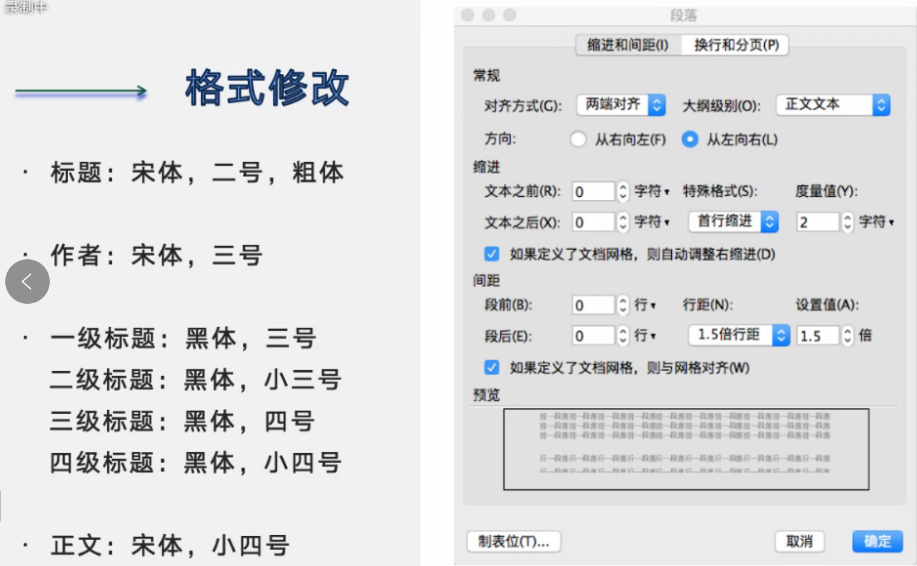 录制中
格式修改
· 标题：宋体，二号，粗体
· 作者：宋体，三号
· 一级标题：黑体，三号
二级标题：黑体，小三号
三级标题：黑体，四号
四级标题：黑体，小四号
· 正文：宋体，小四号
段落
缩进和间距(I) 换行和分页(P)
常规
对齐方式(G): 两端对齐 大纲级别(O): 正文文本
方向: 从右向左(F) 从左向右(L)
缩进
文本之前(R): 0 字符 特殊格式(S): 度量值(Y):
文本之后(X): 0 字符 首行缩进 2 字符
如果定义了文档网格，则自动调整右缩进(D)
间距
段前(B): 0 行 行距(N): 设置值(A):
段后(E): 0 行 1.5倍行距 1.5 倍
如果定义了文档网格，则与网格对齐(W)
预览
制表位(T)... 取消 确定